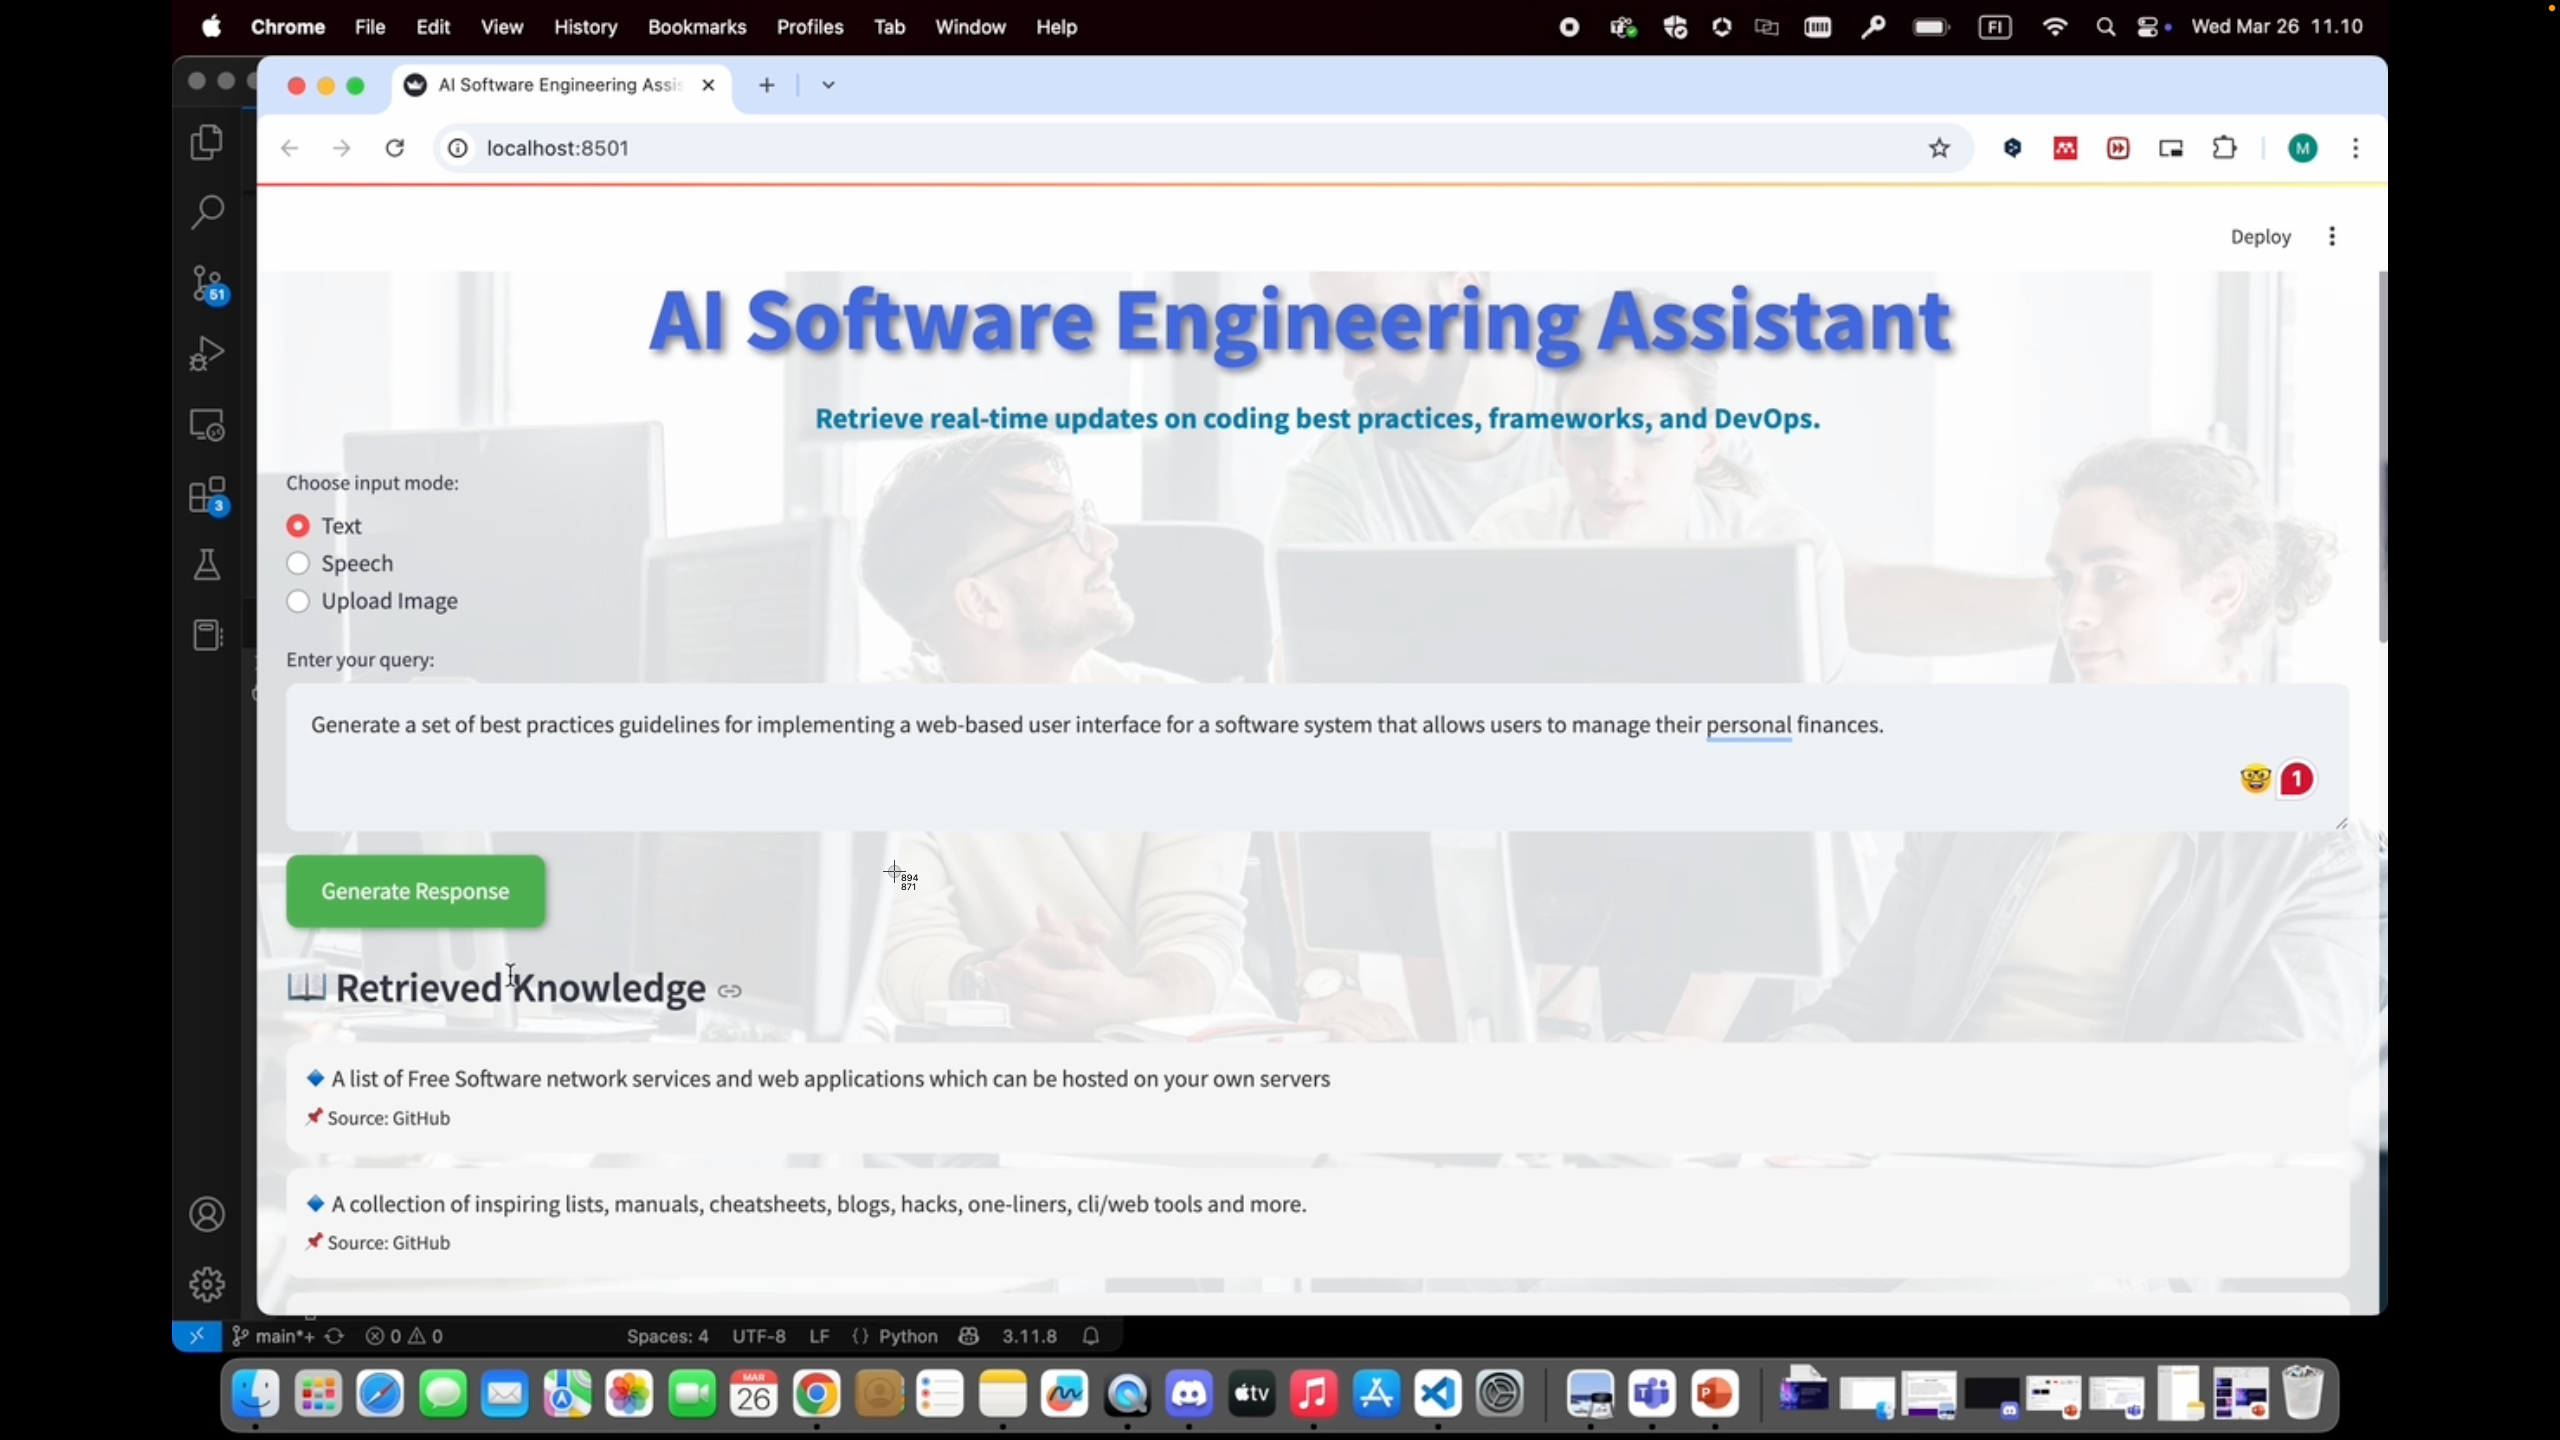 Chrome File Edit View History Bookmarks Profiles Tab Window Help FI Wed Mar 26 11.10
AI Software Engineering Assis
localhost:8501
M
Deploy
51
3
AI Software Engineering Assistant
Retrieve real-time updates on coding best practices, frameworks, and DevOps.
Choose input mode:
Text
Speech
Upload Image
Enter your query:
Generate a set of best practices guidelines for implementing a web-based user interface for a software system that allows users to manage their personal finances.
1
894
871
Generate Response
Retrieved Knowledge
A list of Free Software network services and web applications which can be hosted on your own servers
Source: GitHub
A collection of inspiring lists, manuals, cheatsheets, blogs, hacks, one-liners, cli/web tools and more.
Source: GitHub
main*+ 0 0 Spaces: 4 UTF-8 LF {} Python 3.11.8
MAR
26
tv
P